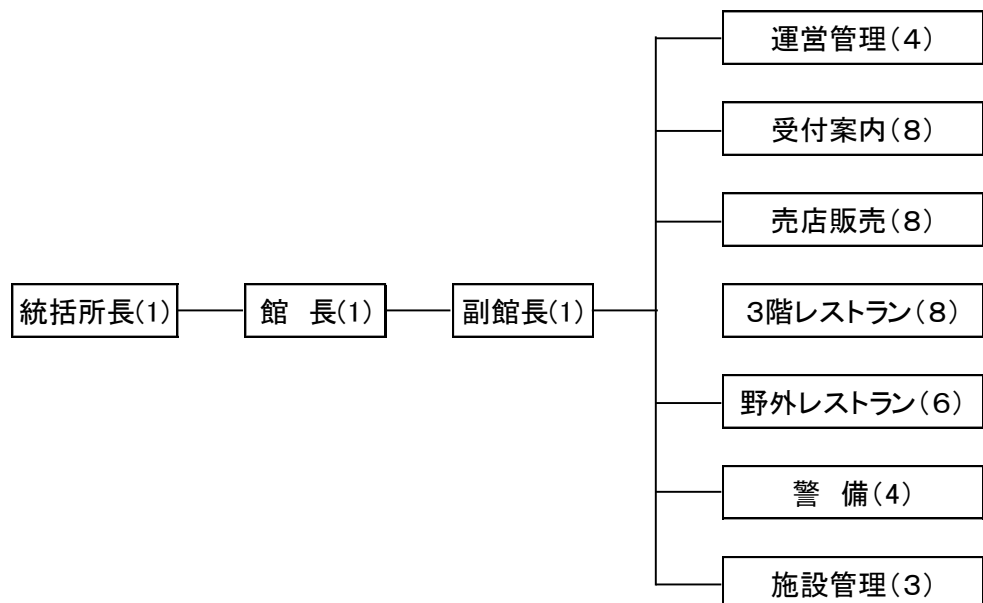 運営管理(4)
受付案内(8)
売店販売(8)
統括所長(1)
館　長(1)
副館長(1)
3階レストラン(8)
野外レストラン(6)
警　備(4)
施設管理(3)